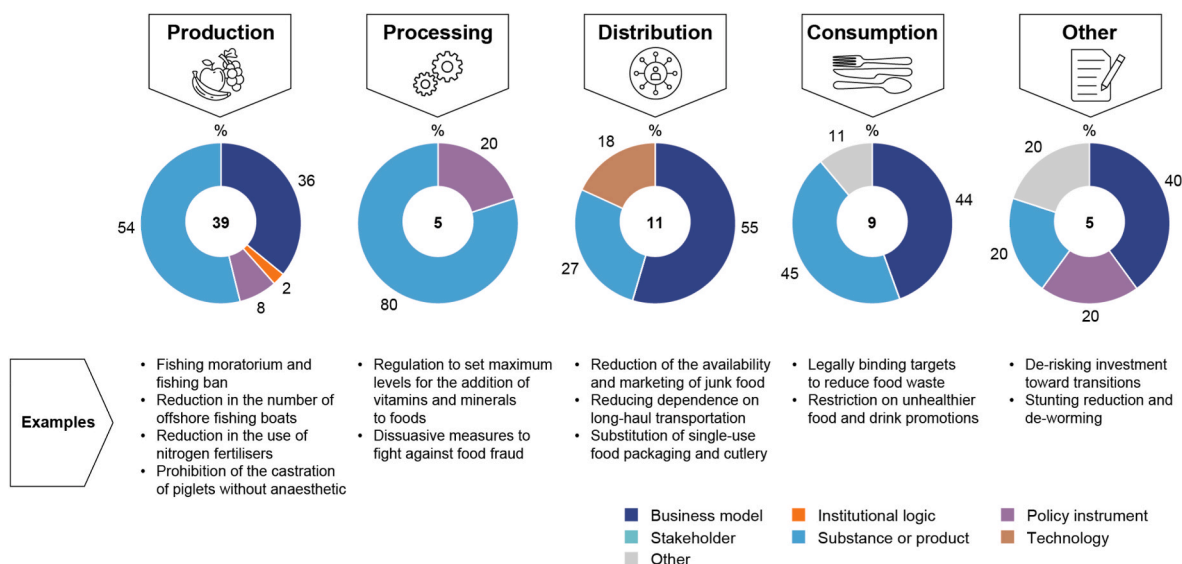 Production
Processing
Distribution
Consumption
Other
%
%
%
%
%
36
2
8
54
39
20
80
5
55
27
18
11
44
45
11
9
40
20
20
20
5
Examples
• Fishing moratorium and
fishing ban
• Reduction in the number of
offshore fishing boats
• Reduction in the use of
nitrogen fertilisers
• Prohibition of the castration
of piglets without anaesthetic
• Regulation to set maximum
levels for the addition of
vitamins and minerals
to foods
• Dissuasive measures to
fight against food fraud
• Reduction of the availability
and marketing of junk food
• Reducing dependence on
long-haul transportation
• Substitution of single-use
food packaging and cutlery
• Legally binding targets
to reduce food waste
• Restriction on unhealthier
food and drink promotions
• De-risking investment
toward transitions
• Stunting reduction and
de-worming
Business model
Institutional logic
Policy instrument
Stakeholder
Substance or product
Technology
Other